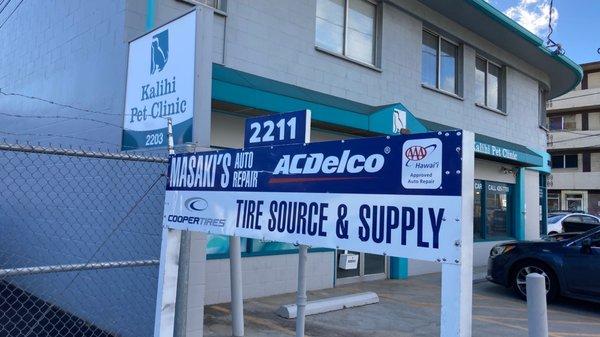 Kalihi
Pet Clinic
2203
2211
MASAKI'S AUTO
REPAIR
ACDelco
AAA
Hawai'i
Approved
Auto Repair
COOPERTIRES
TIRE SOURCE & SUPPLY
Kalihi Pet Clinic